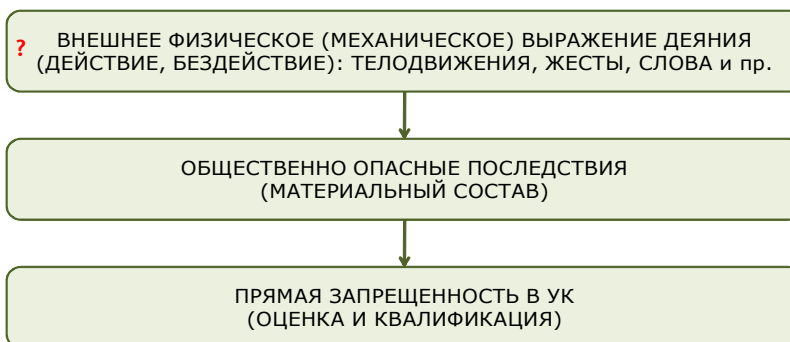 ? ВНЕШНЕЕ ФИЗИЧЕСКОЕ (МЕХАНИЧЕСКОЕ) ВЫРАЖЕНИЕ ДЕЯНИЯ
(ДЕЙСТВИЕ, БЕЗДЕЙСТВИЕ): ТЕЛОДВИЖЕНИЯ, ЖЕСТЫ, СЛОВА и пр.
ОБЩЕСТВЕННО ОПАСНЫЕ ПОСЛЕДСТВИЯ
(МАТЕРИАЛЬНЫЙ СОСТАВ)
ПРЯМАЯ ЗАПРЕЩЕННОСТЬ В УК
(ОЦЕНКА И КВАЛИФИКАЦИЯ)